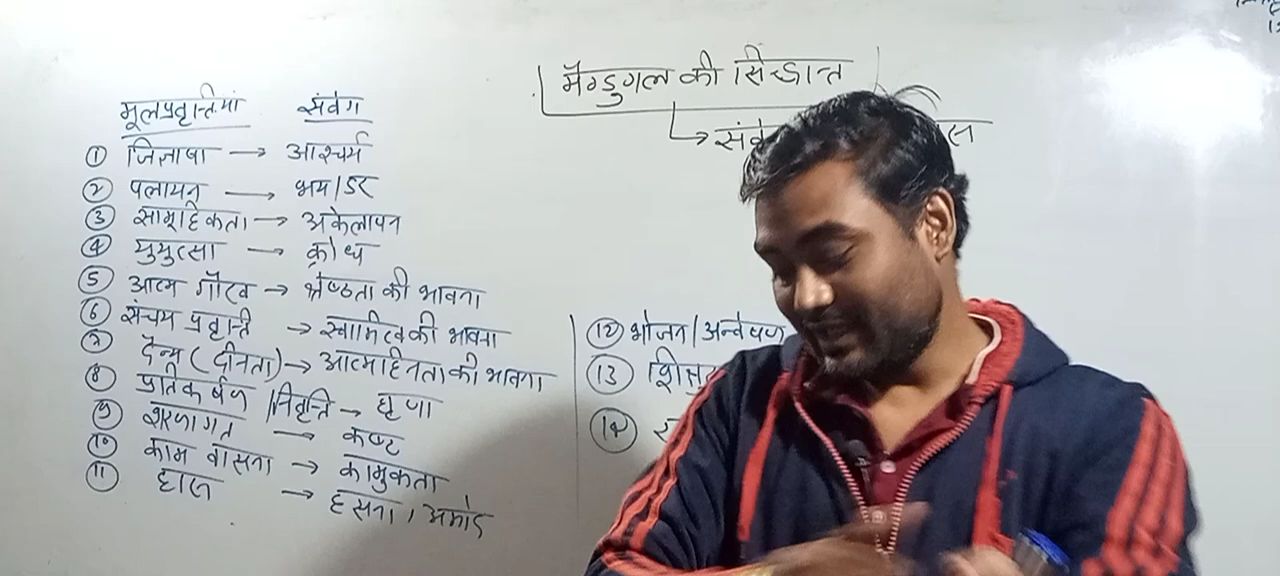 मैग्डुगल की सिद्धान्त
मूलप्रवृत्तियां संवेग
① जिज्ञाषा → आश्चर्य
② पलायन → भय/डर
③ सामूहिकता → अकेलापन
④ युयुत्सा → क्रोध
⑤ आत्म गौरव → श्रेष्ठता की भावना
⑥ संचय प्रवृत्ति → स्वामित्व की भावना
⑦ दैन्य (दीनता) → आत्महिनता की भावना
⑧ प्रतिकर्षण /निवृत्ति → घृणा
⑨ शरणागत → कष्ट
⑩ काम वासना → कामुकता
⑪ हास → हसना, अमोद
⑫ भोजन/अन्वेषण
⑬
⑭